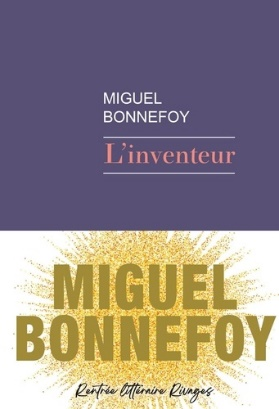 MIGUEL
BONNEFOY
L'inventeur
MIGUEL
BONNEFOY
Rentrée littéraire Rivages